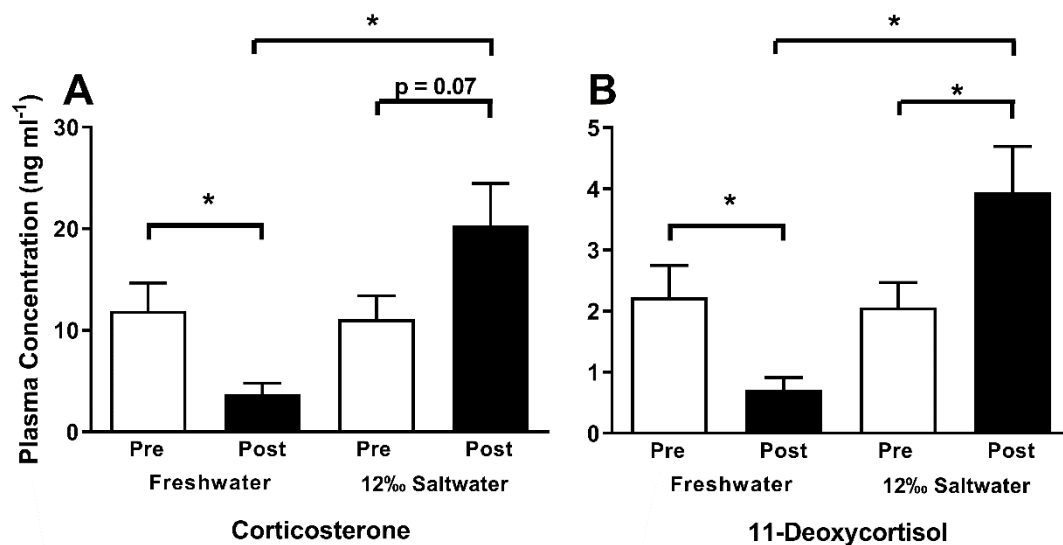 *
*
A
p = 0.07
B
*
Plasma Concentration (ng ml⁻¹)
30
20
10
0
*
5
4
3
2
1
0
*
Pre
Post
Pre
Post
Freshwater
12‰ Saltwater
Corticosterone
Pre
Post
Pre
Post
Freshwater
12‰ Saltwater
11-Deoxycortisol